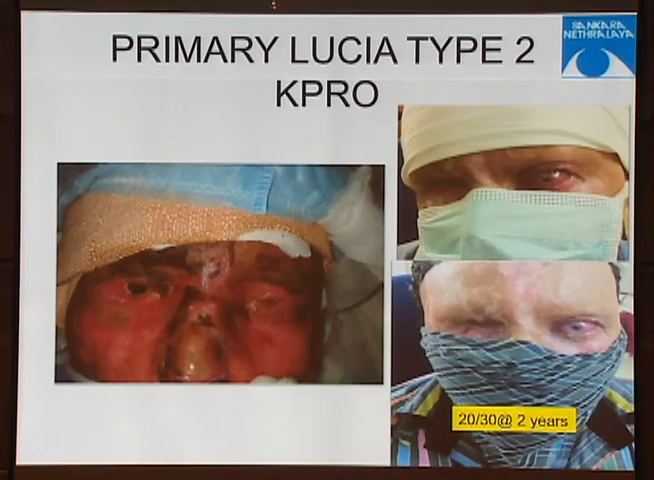 PRIMARY LUCIA TYPE 2
KPRO
SANKARA
NETHRALAYA
20/30@ 2 years